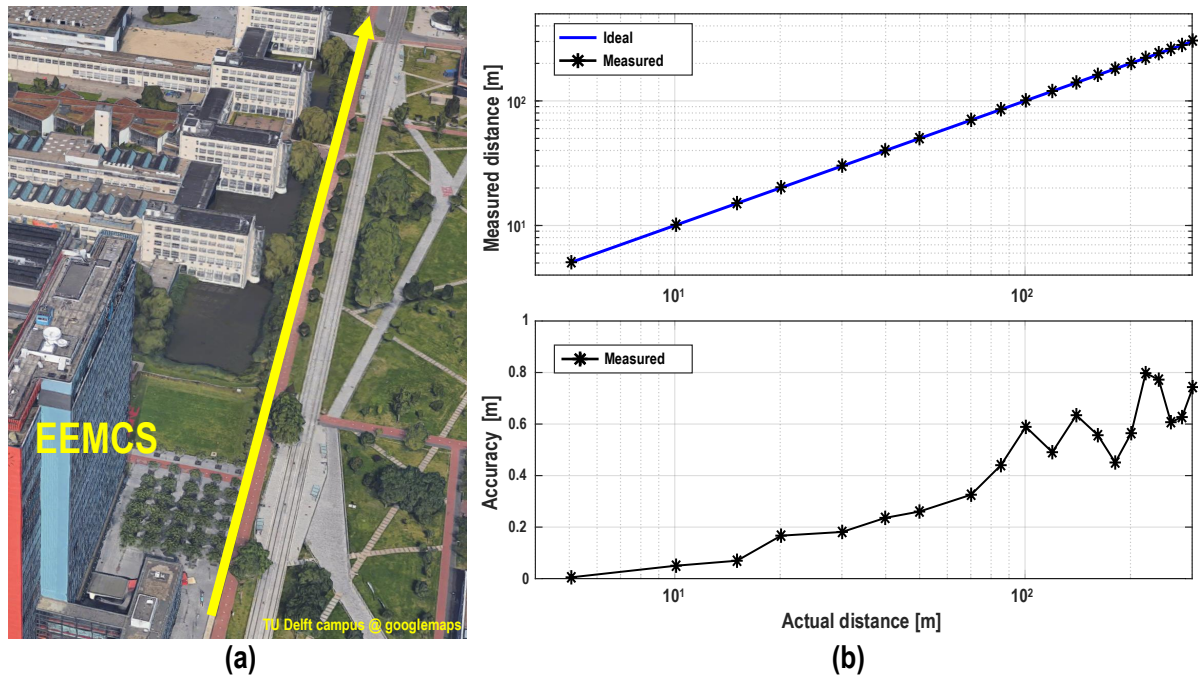 EEMCS
TU Delft campus @ googlemaps
(a)
Ideal
Measured
Measured distance [m]
10²
10¹
10¹
10²
Measured
Accuracy [m]
1
0.8
0.6
0.4
0.2
0
10¹
10²
Actual distance [m]
(b)